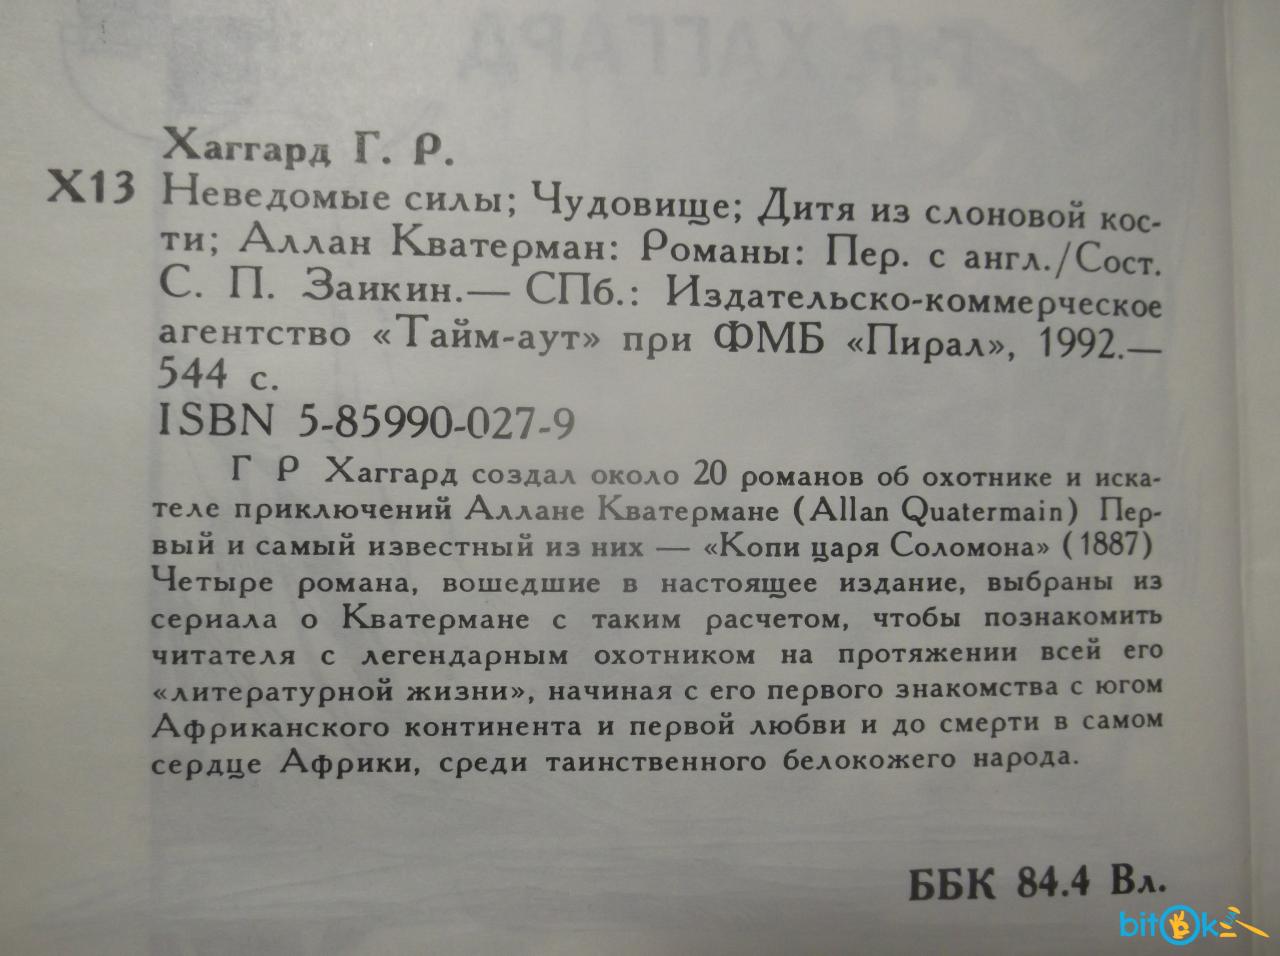 Хаггард Г. Р.
Х13 Неведомые силы; Чудовище; Дитя из слоновой кос-
ти; Аллан Кватерман: Романы: Пер. с англ./Сост.
С. П. Заикин.— СПб.: Издательско-коммерческое
агентство «Тайм-аут» при ФМБ «Пирал», 1992.—
544 с.
ISBN 5-85990-027-9
Г Р Хаггард создал около 20 романов об охотнике и иска-
теле приключений Аллане Кватермане (Allan Quatermain) Пер-
вый и самый известный из них — «Копи царя Соломона» (1887)
Четыре романа, вошедшие в настоящее издание, выбраны из
сериала о Кватермане с таким расчетом, чтобы познакомить
читателя с легендарным охотником на протяжении всей его
«литературной жизни», начиная с его первого знакомства с югом
Африканского континента и первой любви и до смерти в самом
сердце Африки, среди таинственного белокожего народа.
ББК 84.4 Вл.